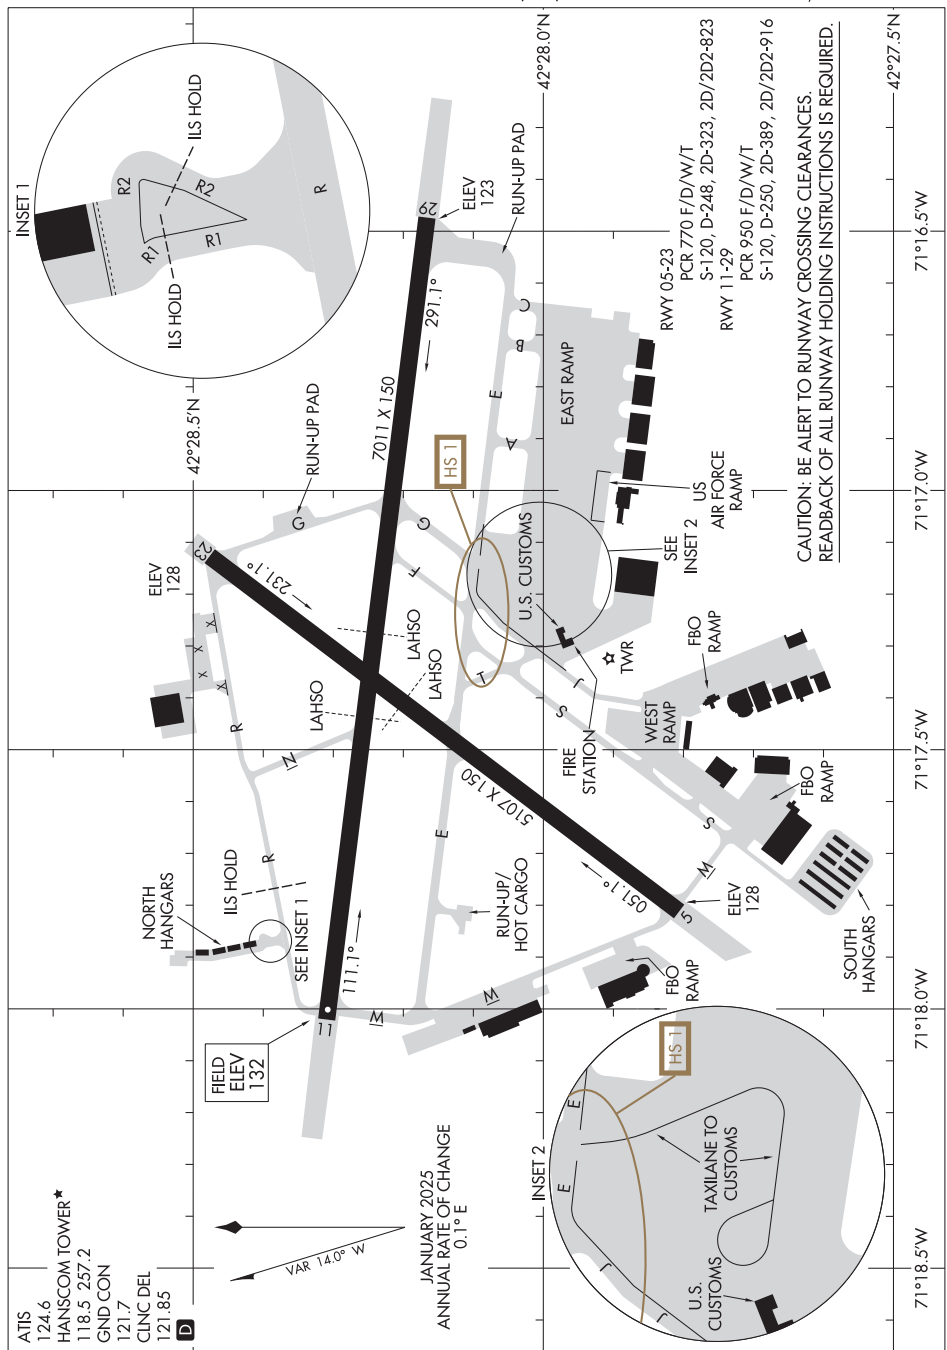 ATIS
124.6
HANSCOM TOWER★
118.5 257.2
GND CON
121.7
CLNC DEL
121.85
D
VAR 14.0° W
JANUARY 2025
ANNUAL RATE OF CHANGE
0.1° E
INSET 1
R2
R2
R1
R1
ILS HOLD
ILS HOLD
R
42°28.5'N
42°28.0'N
42°27.5'N
FIELD
ELEV
132
11
111.1°
NORTH
HANGARS
ILS HOLD
SEE INSET 1
R
R
N
X
X
X
X
ELEV
128
23
231.1°
RUN-UP PAD
G
G
F
LAHSO
LAHSO
LAHSO
7011 X 150
291.1°
29
ELEV
123
RUN-UP PAD
C
B
E
A
EAST RAMP
HS 1
T
U.S. CUSTOMS
SEE
INSET 2
US
AIR FORCE
RAMP
TWR
J
S
FIRE
STATION
WEST
RAMP
FBO
RAMP
FBO
RAMP
S
M
SOUTH
HANGARS
5107 X 150
051.1°
5
ELEV
128
E
RUN-UP/
HOT CARGO
M
M
FBO
RAMP
RWY 05-23
PCR 770 F/D/W/T
S-120, D-248, 2D-323, 2D/2D2-823
RWY 11-29
PCR 950 F/D/W/T
S-120, D-250, 2D-389, 2D/2D2-916
CAUTION: BE ALERT TO RUNWAY CROSSING CLEARANCES.
READBACK OF ALL RUNWAY HOLDING INSTRUCTIONS IS REQUIRED.
INSET 2
HS 1
E
E
J
J
TAXILANE TO
CUSTOMS
U.S.
CUSTOMS
71°18.5'W
71°18.0'W
71°17.5'W
71°17.0'W
71°16.5'W